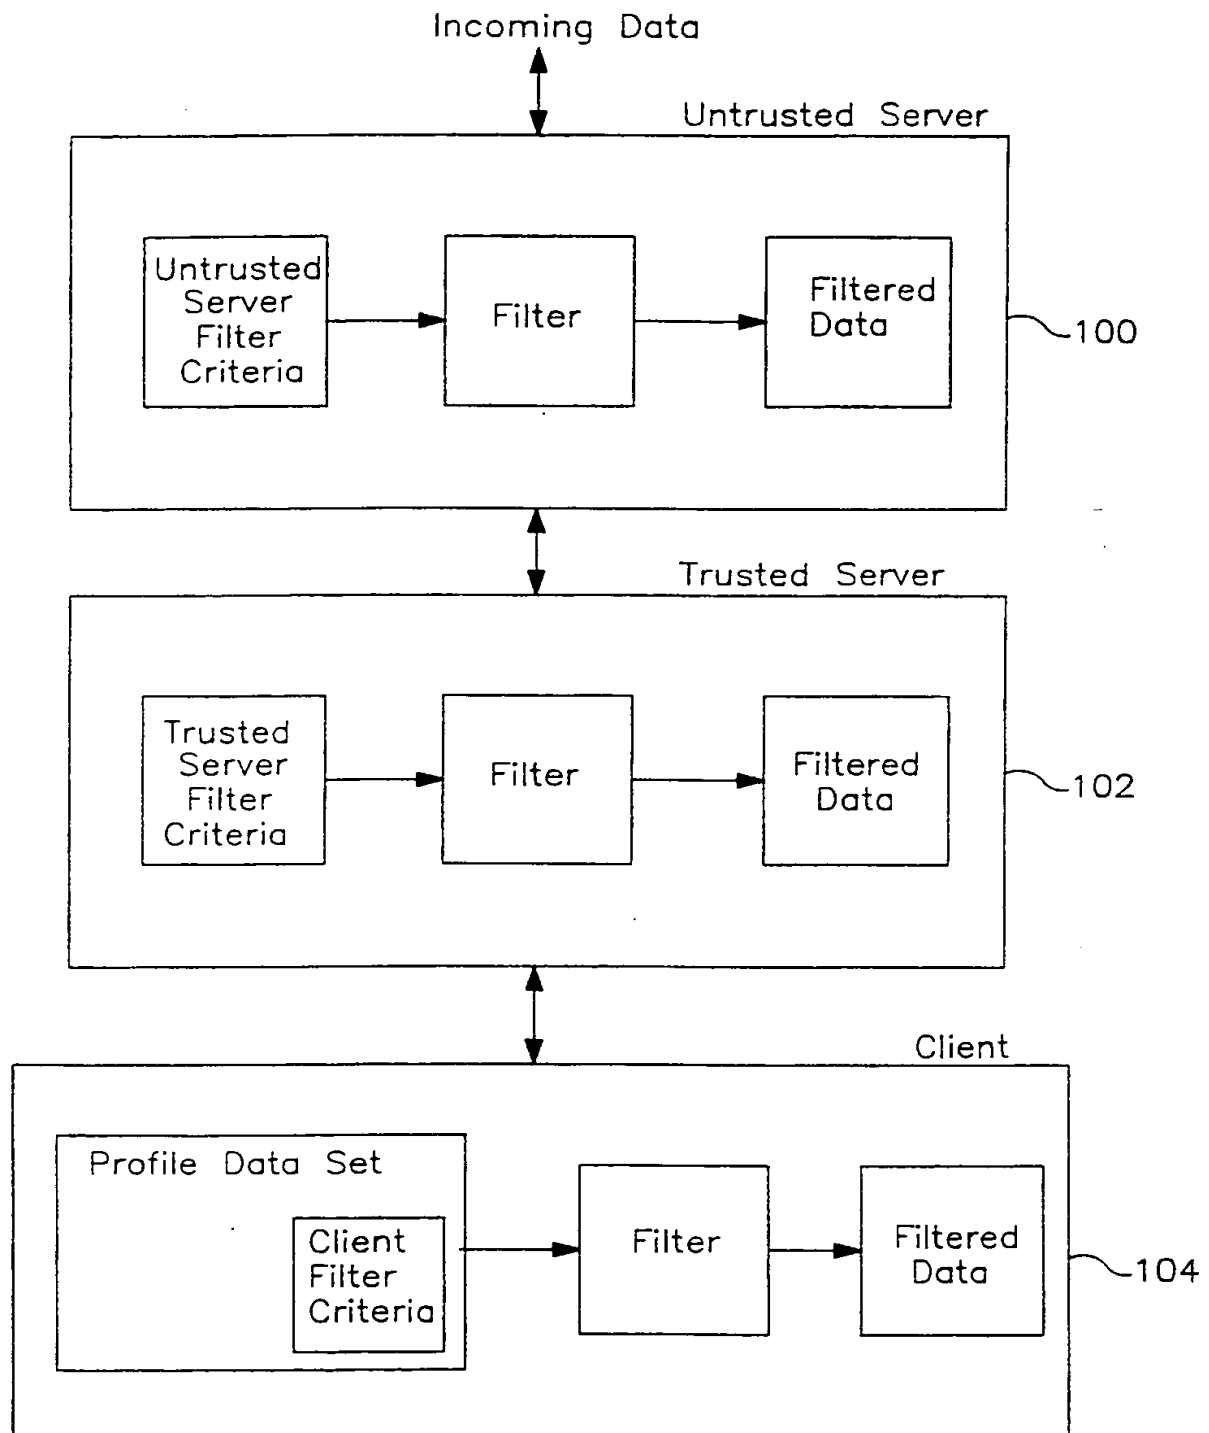 Incoming Data
Untrusted Server
Untrusted
Server
Filter
Criteria
Filter
Filtered
Data
100
Trusted Server
Trusted
Server
Filter
Criteria
Filter
Filtered
Data
102
Client
Profile Data Set
Client
Filter
Criteria
Filter
Filtered
Data
104